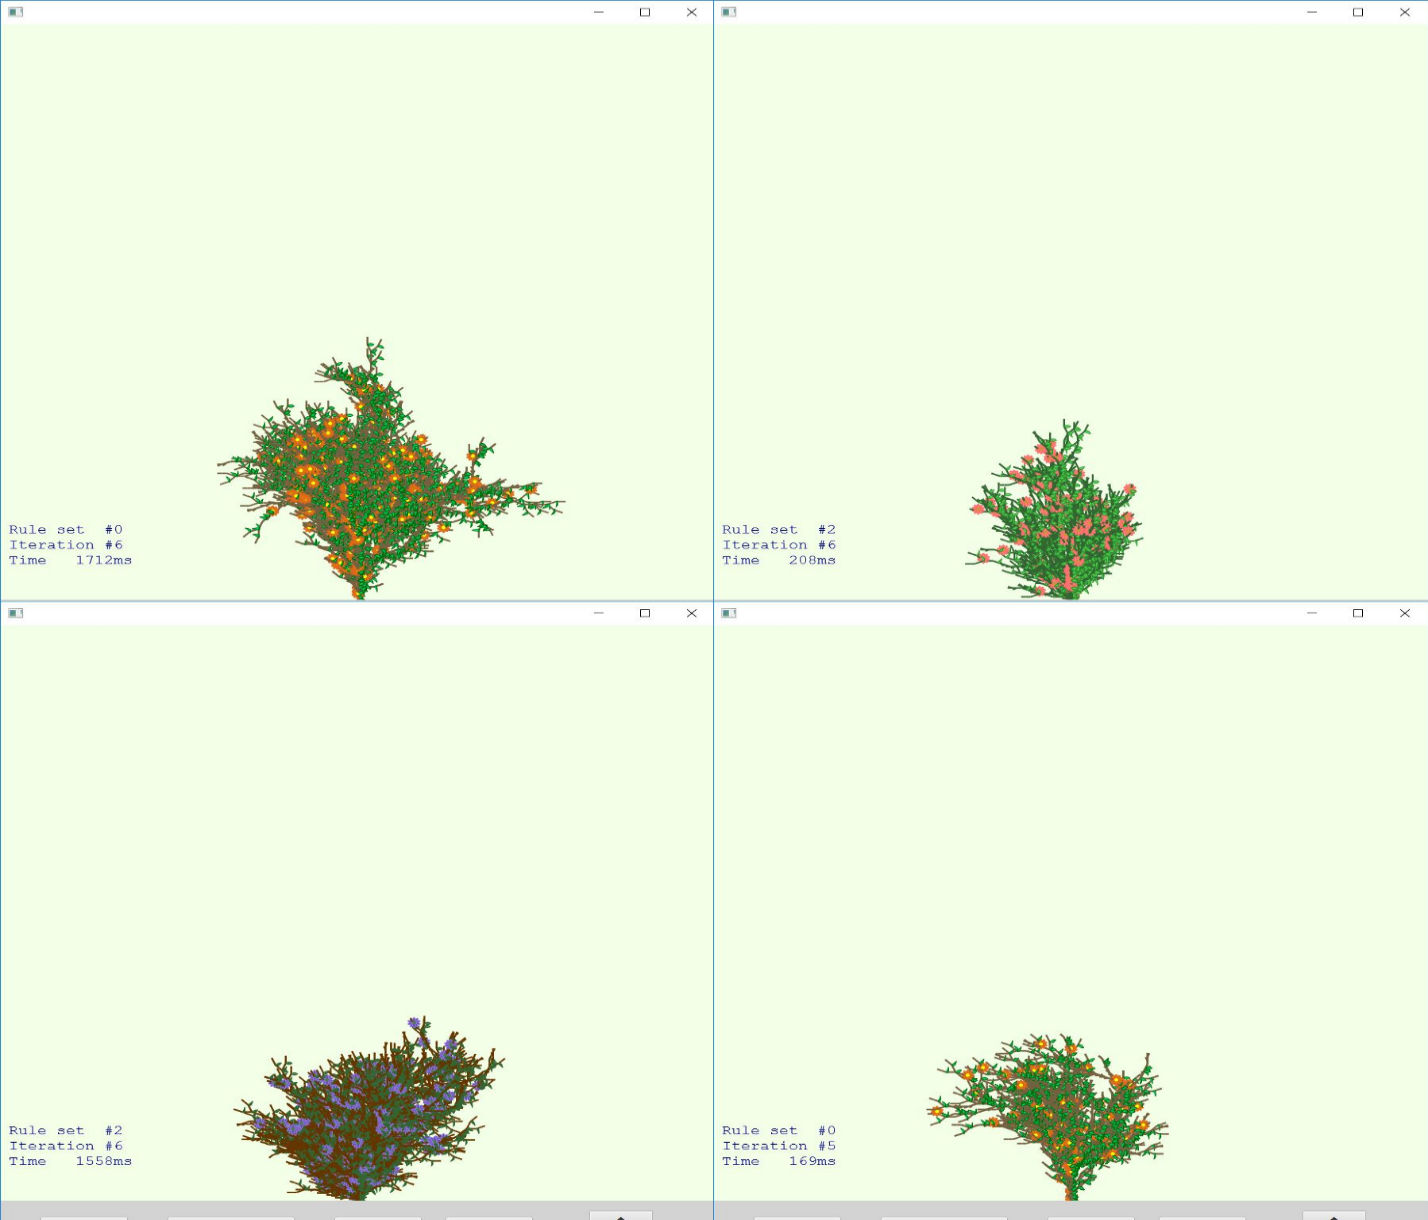 Rule set  #0
Iteration #6
Time   1712ms
Rule set  #2
Iteration #6
Time   208ms
Rule set  #2
Iteration #6
Time   1558ms
Rule set  #0
Iteration #5
Time   169ms